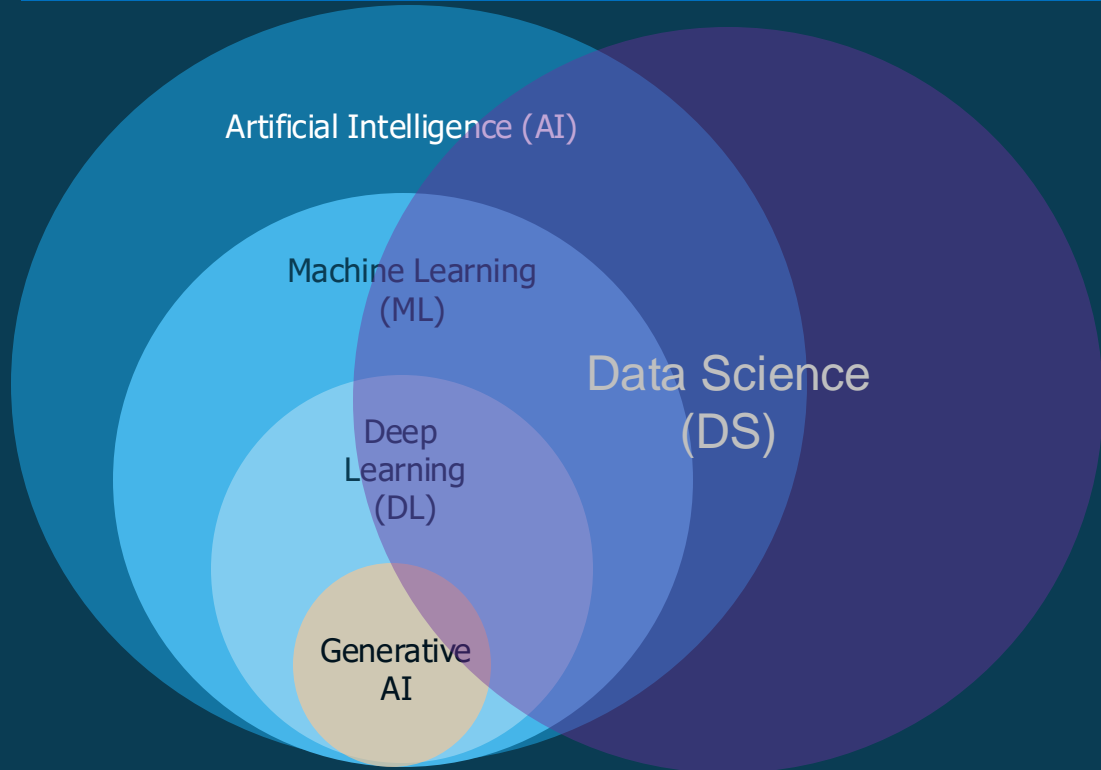 Artificial Intelligence (AI)
Machine Learning
(ML)
Data Science
(DS)
Deep
Learning
(DL)
Generative
AI